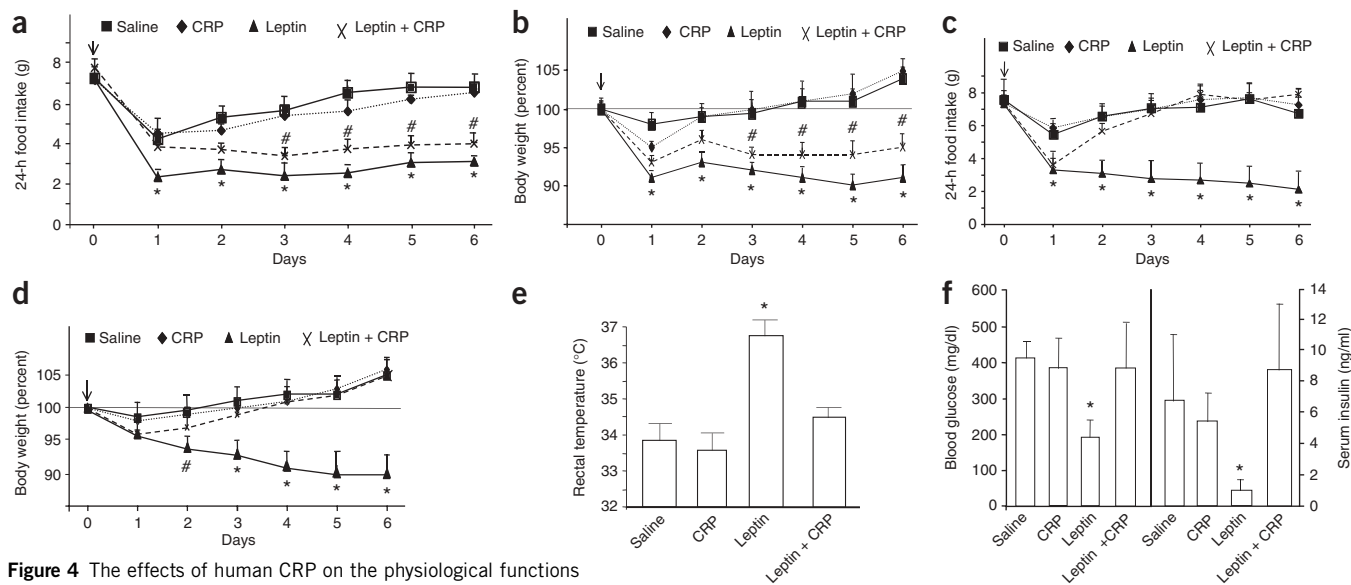 a
Saline CRP Leptin Leptin + CRP
24-h food intake (g)
8
6
4
2
0
# # # #
* * * * * *
0 1 2 3 4 5 6
Days
b
Saline CRP Leptin Leptin + CRP
Body weight (percent)
105
100
95
90
# # # #
* * * * * *
0 1 2 3 4 5 6
Days
c
Saline CRP Leptin Leptin + CRP
24-h food intake (g)
8
6
4
2
0
* * * * * *
0 1 2 3 4 5 6
Days
d
Saline CRP Leptin Leptin + CRP
Body weight (percent)
105
100
95
90
# * * * *
0 1 2 3 4 5 6
Days
e
Rectal temperature (°C)
37
36
35
34
33
32
*
Saline CRP Leptin Leptin + CRP
f
Blood glucose (mg/dl)
600
500
400
300
200
100
0
* *
Saline CRP Leptin Leptin +CRP Saline CRP Leptin Leptin + CRP
14
12
10
8
6
4
2
0
Serum insulin (ng/ml)
Figure 4 The effects of human CRP on the physiological functions